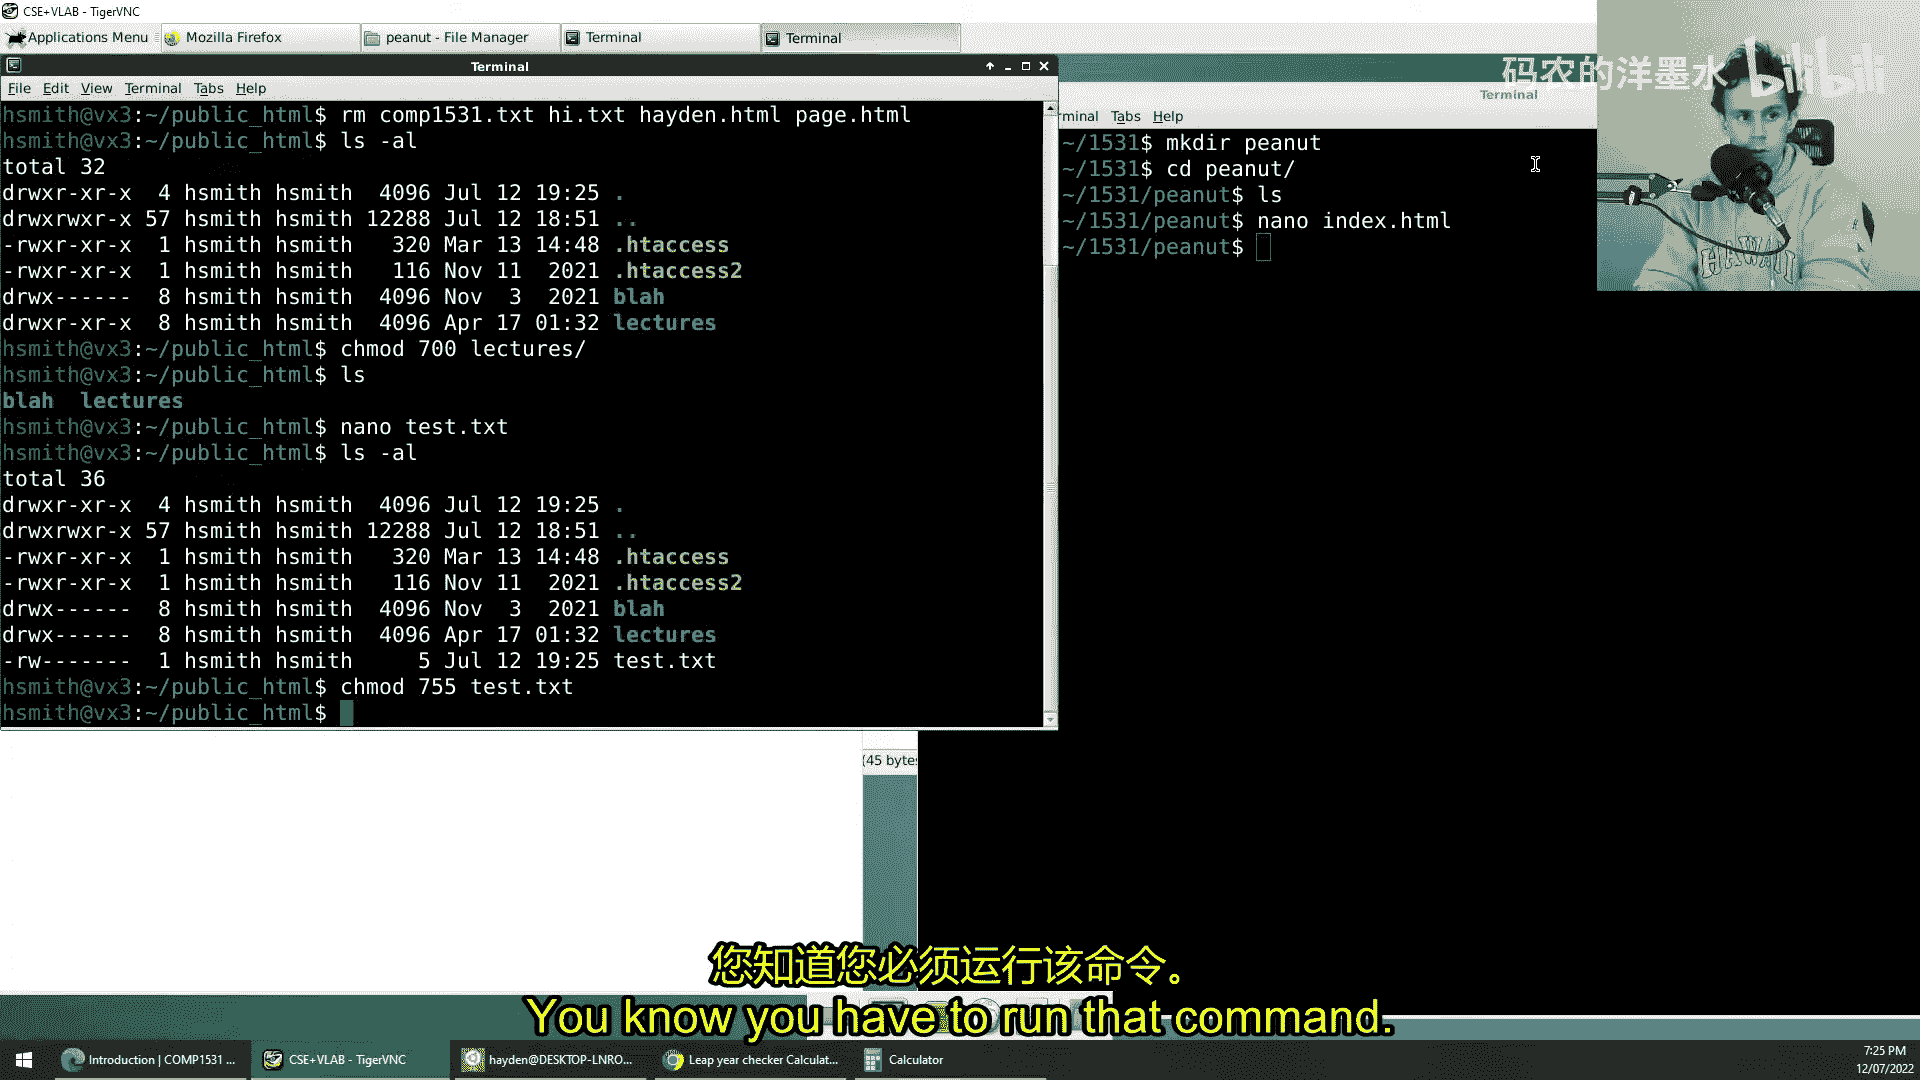 CSE+VLAB - TigerVNC
Applications Menu
Mozilla Firefox
peanut - File Manager
Terminal
Terminal
Terminal
File Edit View Terminal Tabs Help
hsmith@vx3:~/public_html$ rm comp1531.txt hi.txt hayden.html page.html
hsmith@vx3:~/public_html$ ls -al
total 32
drwxr-xr-x  4 hsmith hsmith  4096 Jul 12 19:25 .
drwxrwxr-x 57 hsmith hsmith 12288 Jul 12 18:51 ..
-rwxr-xr-x  1 hsmith hsmith   320 Mar 13 14:48 .htaccess
-rwxr-xr-x  1 hsmith hsmith   116 Nov 11  2021 .htaccess2
drwx------  8 hsmith hsmith  4096 Nov  3  2021 blah
drwxr-xr-x  8 hsmith hsmith  4096 Apr 17 01:32 lectures
hsmith@vx3:~/public_html$ chmod 700 lectures/
hsmith@vx3:~/public_html$ ls
blah  lectures
hsmith@vx3:~/public_html$ nano test.txt
hsmith@vx3:~/public_html$ ls -al
total 36
drwxr-xr-x  4 hsmith hsmith  4096 Jul 12 19:25 .
drwxrwxr-x 57 hsmith hsmith 12288 Jul 12 18:51 ..
-rwxr-xr-x  1 hsmith hsmith   320 Mar 13 14:48 .htaccess
-rwxr-xr-x  1 hsmith hsmith   116 Nov 11  2021 .htaccess2
drwx------  8 hsmith hsmith  4096 Nov  3  2021 blah
drwx------  8 hsmith hsmith  4096 Apr 17 01:32 lectures
-rw-------  1 hsmith hsmith     5 Jul 12 19:25 test.txt
hsmith@vx3:~/public_html$ chmod 755 test.txt
hsmith@vx3:~/public_html$
码农的洋墨水 bilibili
Terminal
minal Tabs Help
~/1531$ mkdir peanut
~/1531$ cd peanut/
~/1531/peanut$ ls
~/1531/peanut$ nano index.html
~/1531/peanut$
HAWAII
(45 bytes
您知道您必须运行该命令。
You know you have to run that command.
Introduction | COMP1531 ...
CSE+VLAB - TigerVNC
hayden@DESKTOP-LNRO...
Leap year checker Calculat...
Calculator
7:25 PM
12/07/2022